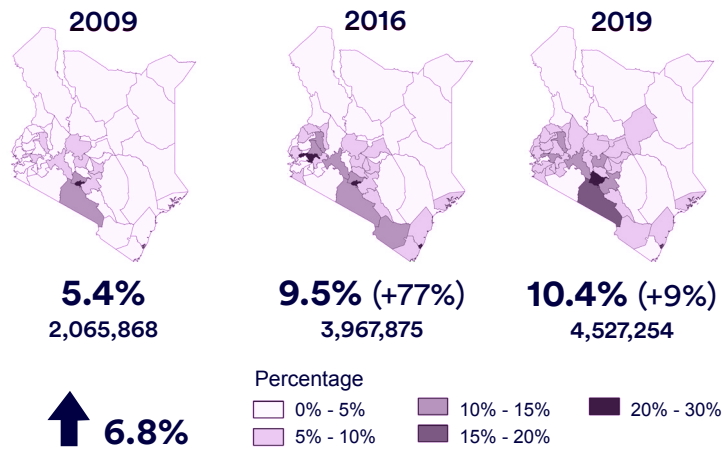 2009
2016
2019
5.4%
9.5% (+77%)
10.4% (+9%)
2,065,868
3,967,875
4,527,254
6.8%
Percentage
0% - 5%
10% - 15%
20% - 30%
5% - 10%
15% - 20%